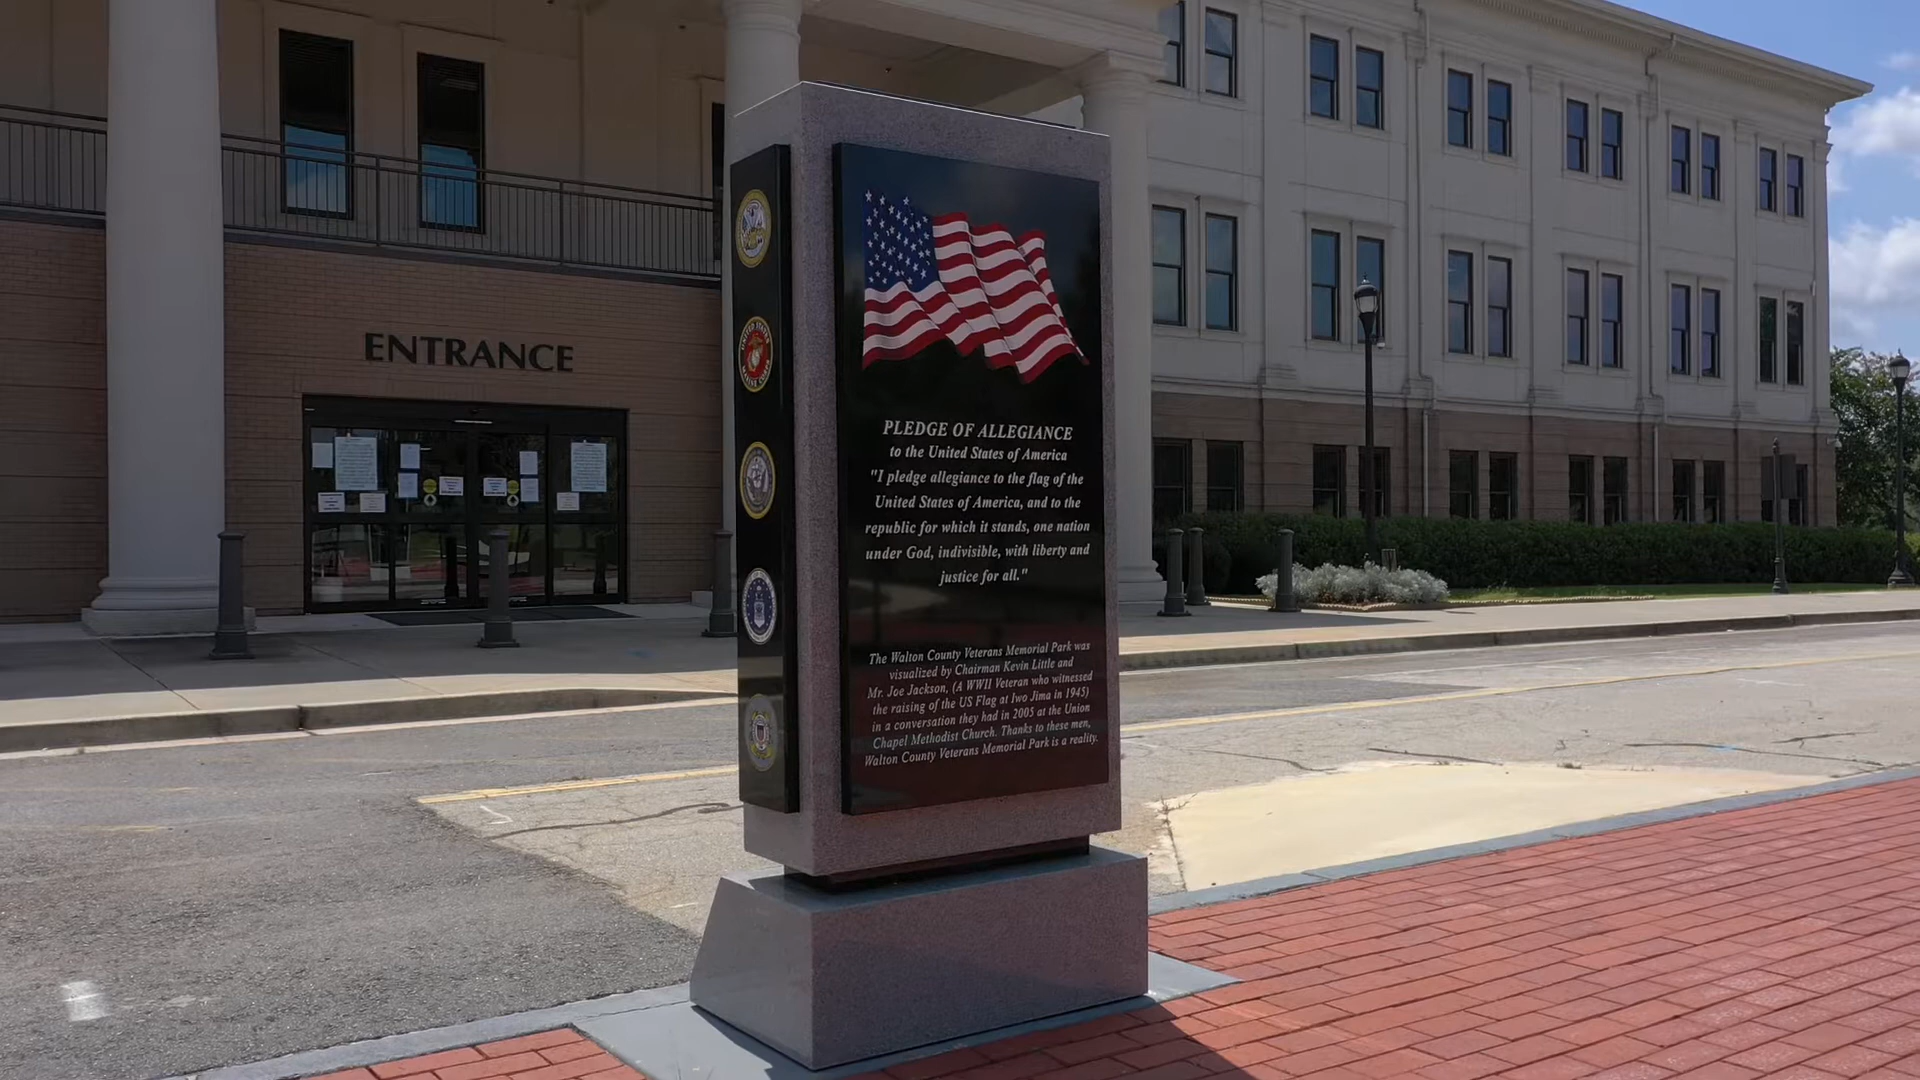 ENTRANCE
PLEDGE OF ALLEGIANCE
to the United States of America
"I pledge allegiance to the flag of the
United States of America, and to the
republic for which it stands, one nation
under God, indivisible, with liberty and
justice for all."
The Walton County Veterans Memorial Park was
visualized by Chairman Kevin Little and
Mr. Joe Jackson, (A WWII Veteran who witnessed
the raising of the US Flag at Iwo Jima in 1945)
in a conversation they had in 2005 at the Union
Chapel Methodist Church. Thanks to these men,
Walton County Veterans Memorial Park is a reality.
UNITED STATES
MARINE CORPS